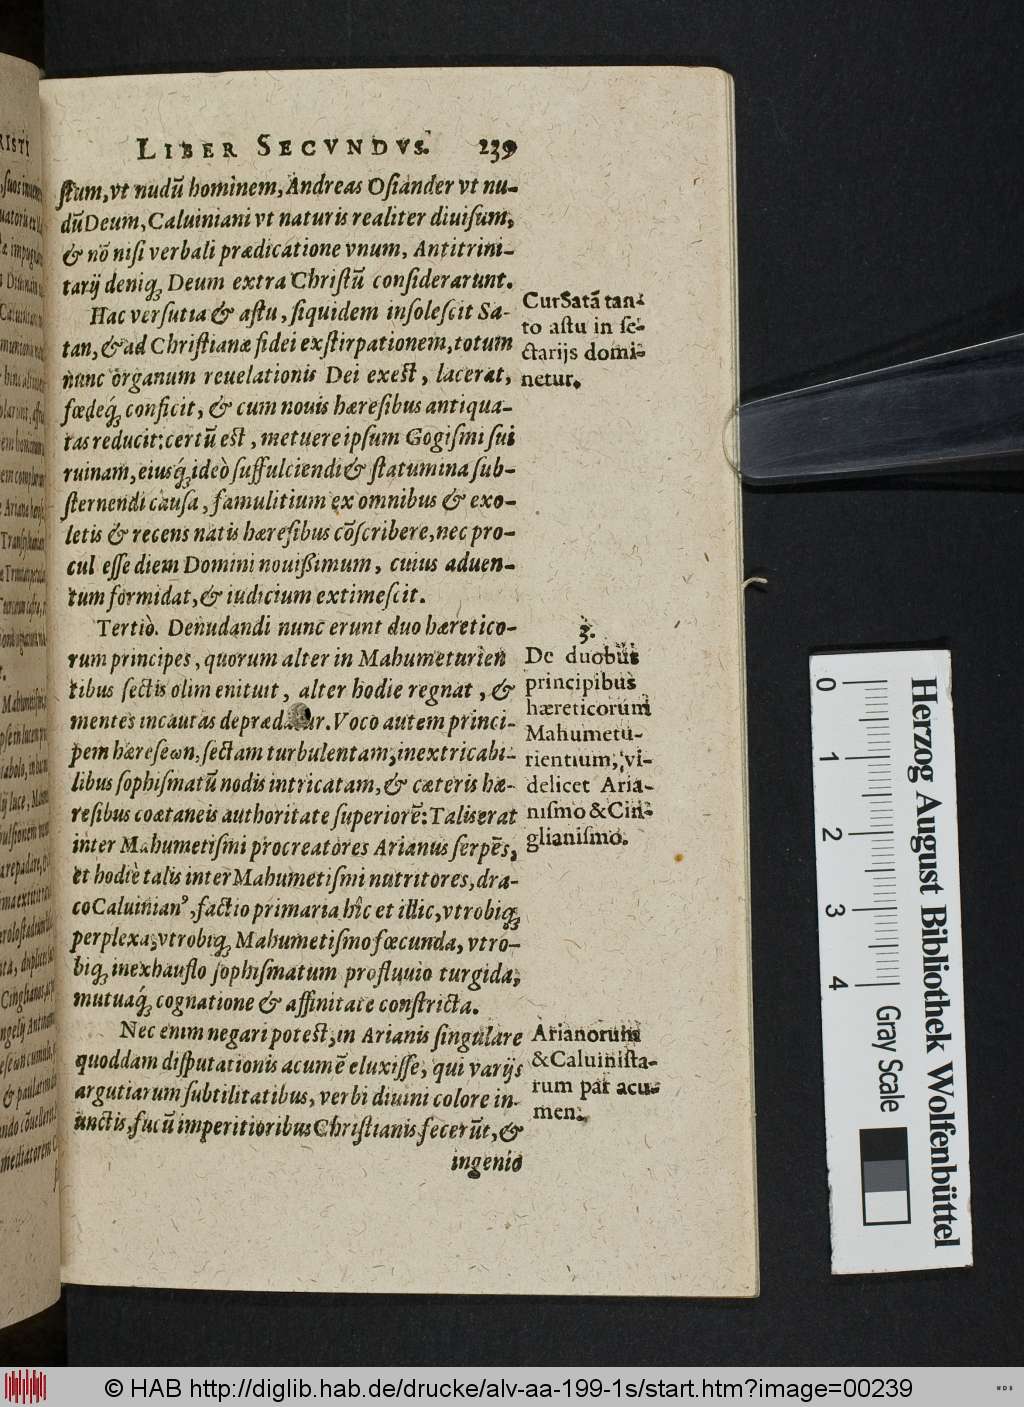 LIBER SECVNDVS. 239
ſtum, vt nudũ hominem, Andreas Oſiander vt nu-
dũ Deum, Caluiniani vt naturis realiter diuiſum,
& nõ niſi verbali prædicatione vnum, Antitrini-
tarij deniq́; Deum extra Chriſtũ conſiderarunt.
Hac verſutia & aſtu, ſiquidem inſoleſcit Sa-
tan, & ad Chriſtianæ fidei exſtirpationem, totum
nunc organum reuelationis Dei exeſt, lacerat,
fœdeq́; conficit, & cum nouis hæreſibus antiqua-
tas reducit: certũ eſt, metuere ipſum Gogiſmi ſui
ruinam, eiusq́; ideò ſuffulciendi & ſtatumina ſub-
ſternendi cauſa, famulitium ex omnibus & exo-
letis & recens natis hæreſibus cõſcribere, nec pro-
cul eſſe diem Domini nouißimum, cuius aduen-
tum formidat, & iudicium extimeſcit.
CurSatã tan-
to aſtu in ſe-
ctarijs domi-
netur.
Tertiò. Denudandi nunc erunt duo hæretico-
rum principes, quorum alter in Mahumeturien
tibus ſectis olim enituit, alter hodie regnat, &
mentes incautas deprædatur. Voco autem princi-
pem hæreſeωn, ſectam turbulentam, inextricabi-
libus ſophiſmatũ nodis intricatam, & cæteris hæ-
reſibus coætaneis authoritate ſuperiorẽ: Talis erat
inter Mahumetiſmi procreatores Arianus ſerpẽs,
et hodiè talis inter Mahumetiſmi nutritores, dra-
co Caluinianꝰ, factio primaria hîc et illic, vtrobiq́;
perplexa, vtrobiq́; Mahumetiſmo fœcunda, vtro-
biq́; inexhauſto ſophiſmatum profluuio turgida,
mutuaq́; cognatione & affinitate conſtricta.
3.
De duobus
principibus
hæreticorum
Mahumetu-
rientium, vi-
delicet Aria-
niſmo & Cin-
glianiſmo.
Nec enim negari poteſt, in Arianis ſingulare
quoddam diſputationis acumẽ eluxiſſe, qui varijs
argutiarum ſubtilitatibus, verbi diuini colore in-
unctis, fucũ imperitioribus Chriſtianis fecerũt, &
ingenio
Arianorum
& Caluiniſta-
rum par acu-
men.
0 1 2 3 4
Herzog August Bibliothek Wolfenbüttel
Gray Scale
© HAB http://diglib.hab.de/drucke/alv-aa-199-1s/start.htm?image=00239